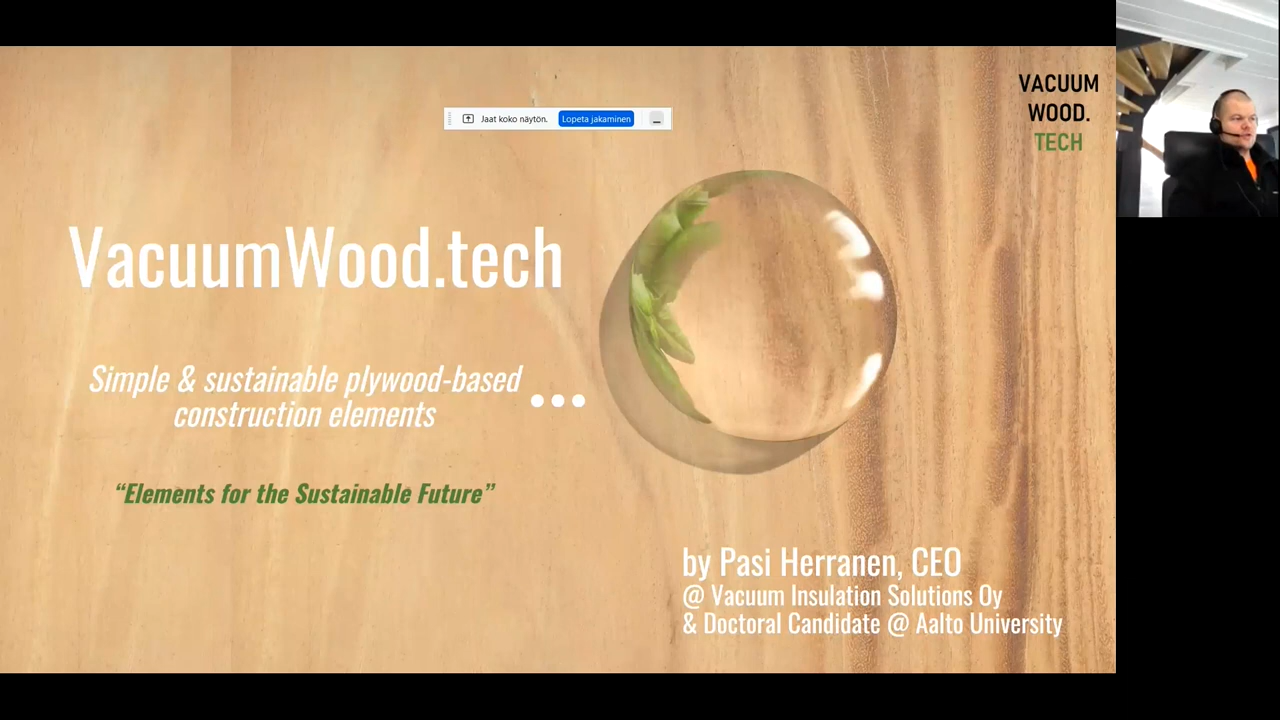 VACUUM
WOOD.
TECH
Jaat koko näytön. Lopeta jakaminen
VacuumWood.tech
Simple & sustainable plywood-based
construction elements
“Elements for the Sustainable Future”
by Pasi Herranen, CEO
@ Vacuum Insulation Solutions Oy
& Doctoral Candidate @ Aalto University